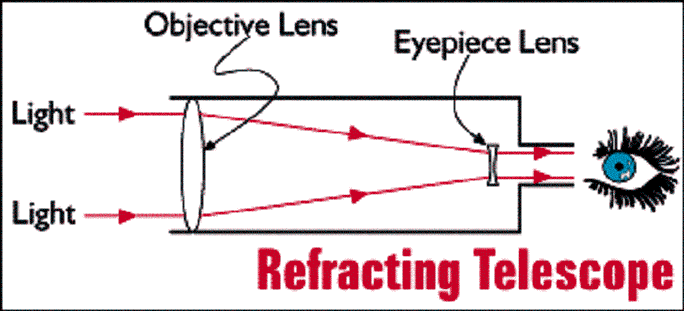 Objective Lens
Eyepiece Lens
Light
Light
Refracting Telescope